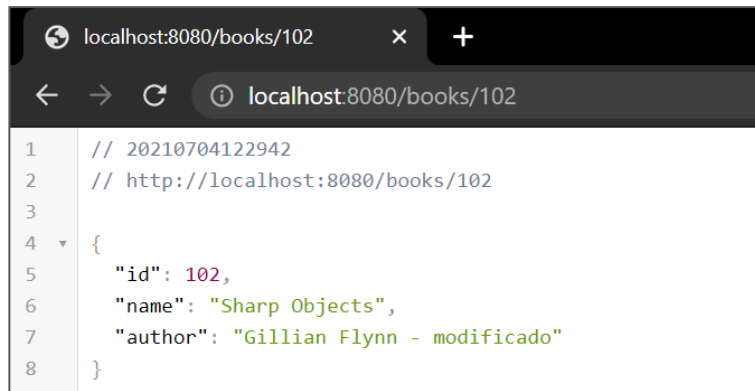 localhost:8080/books/102
localhost:8080/books/102
1 // 20210704122942
2 // http://localhost:8080/books/102
3
4 {
5 "id": 102,
6 "name": "Sharp Objects",
7 "author": "Gillian Flynn - modificado"
8 }